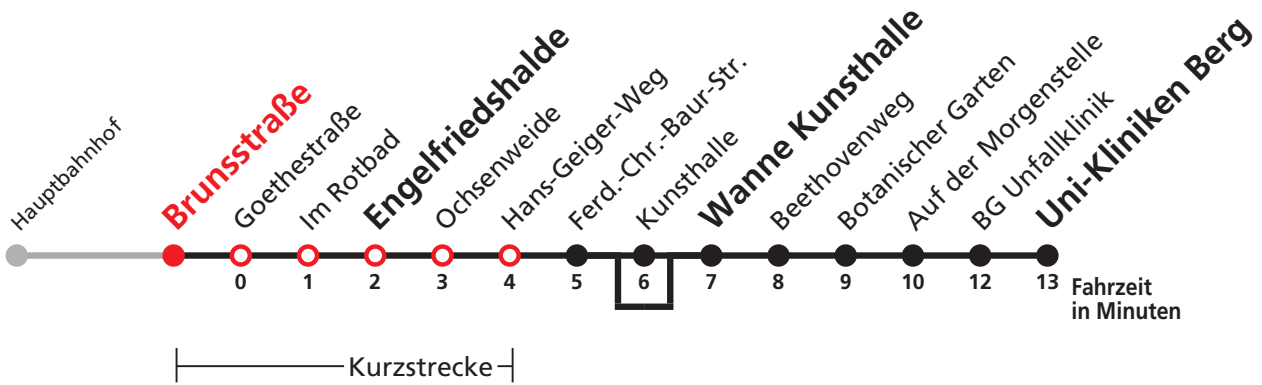 Hauptbahnhof
Brunsstraße
Goethestraße
Im Rotbad
Engelfriedshalde
Ochsenweide
Hans-Geiger-Weg
Ferd.-Chr.-Baur-Str.
Kunsthalle
Wanne Kunsthalle
Beethovenweg
Botanischer Garten
Auf der Morgenstelle
BG Unfallklinik
Uni-Kliniken Berg
0 1 2 3 4 5 6 7 8 9 10 12 13
Fahrzeit
in Minuten
Kurzstrecke